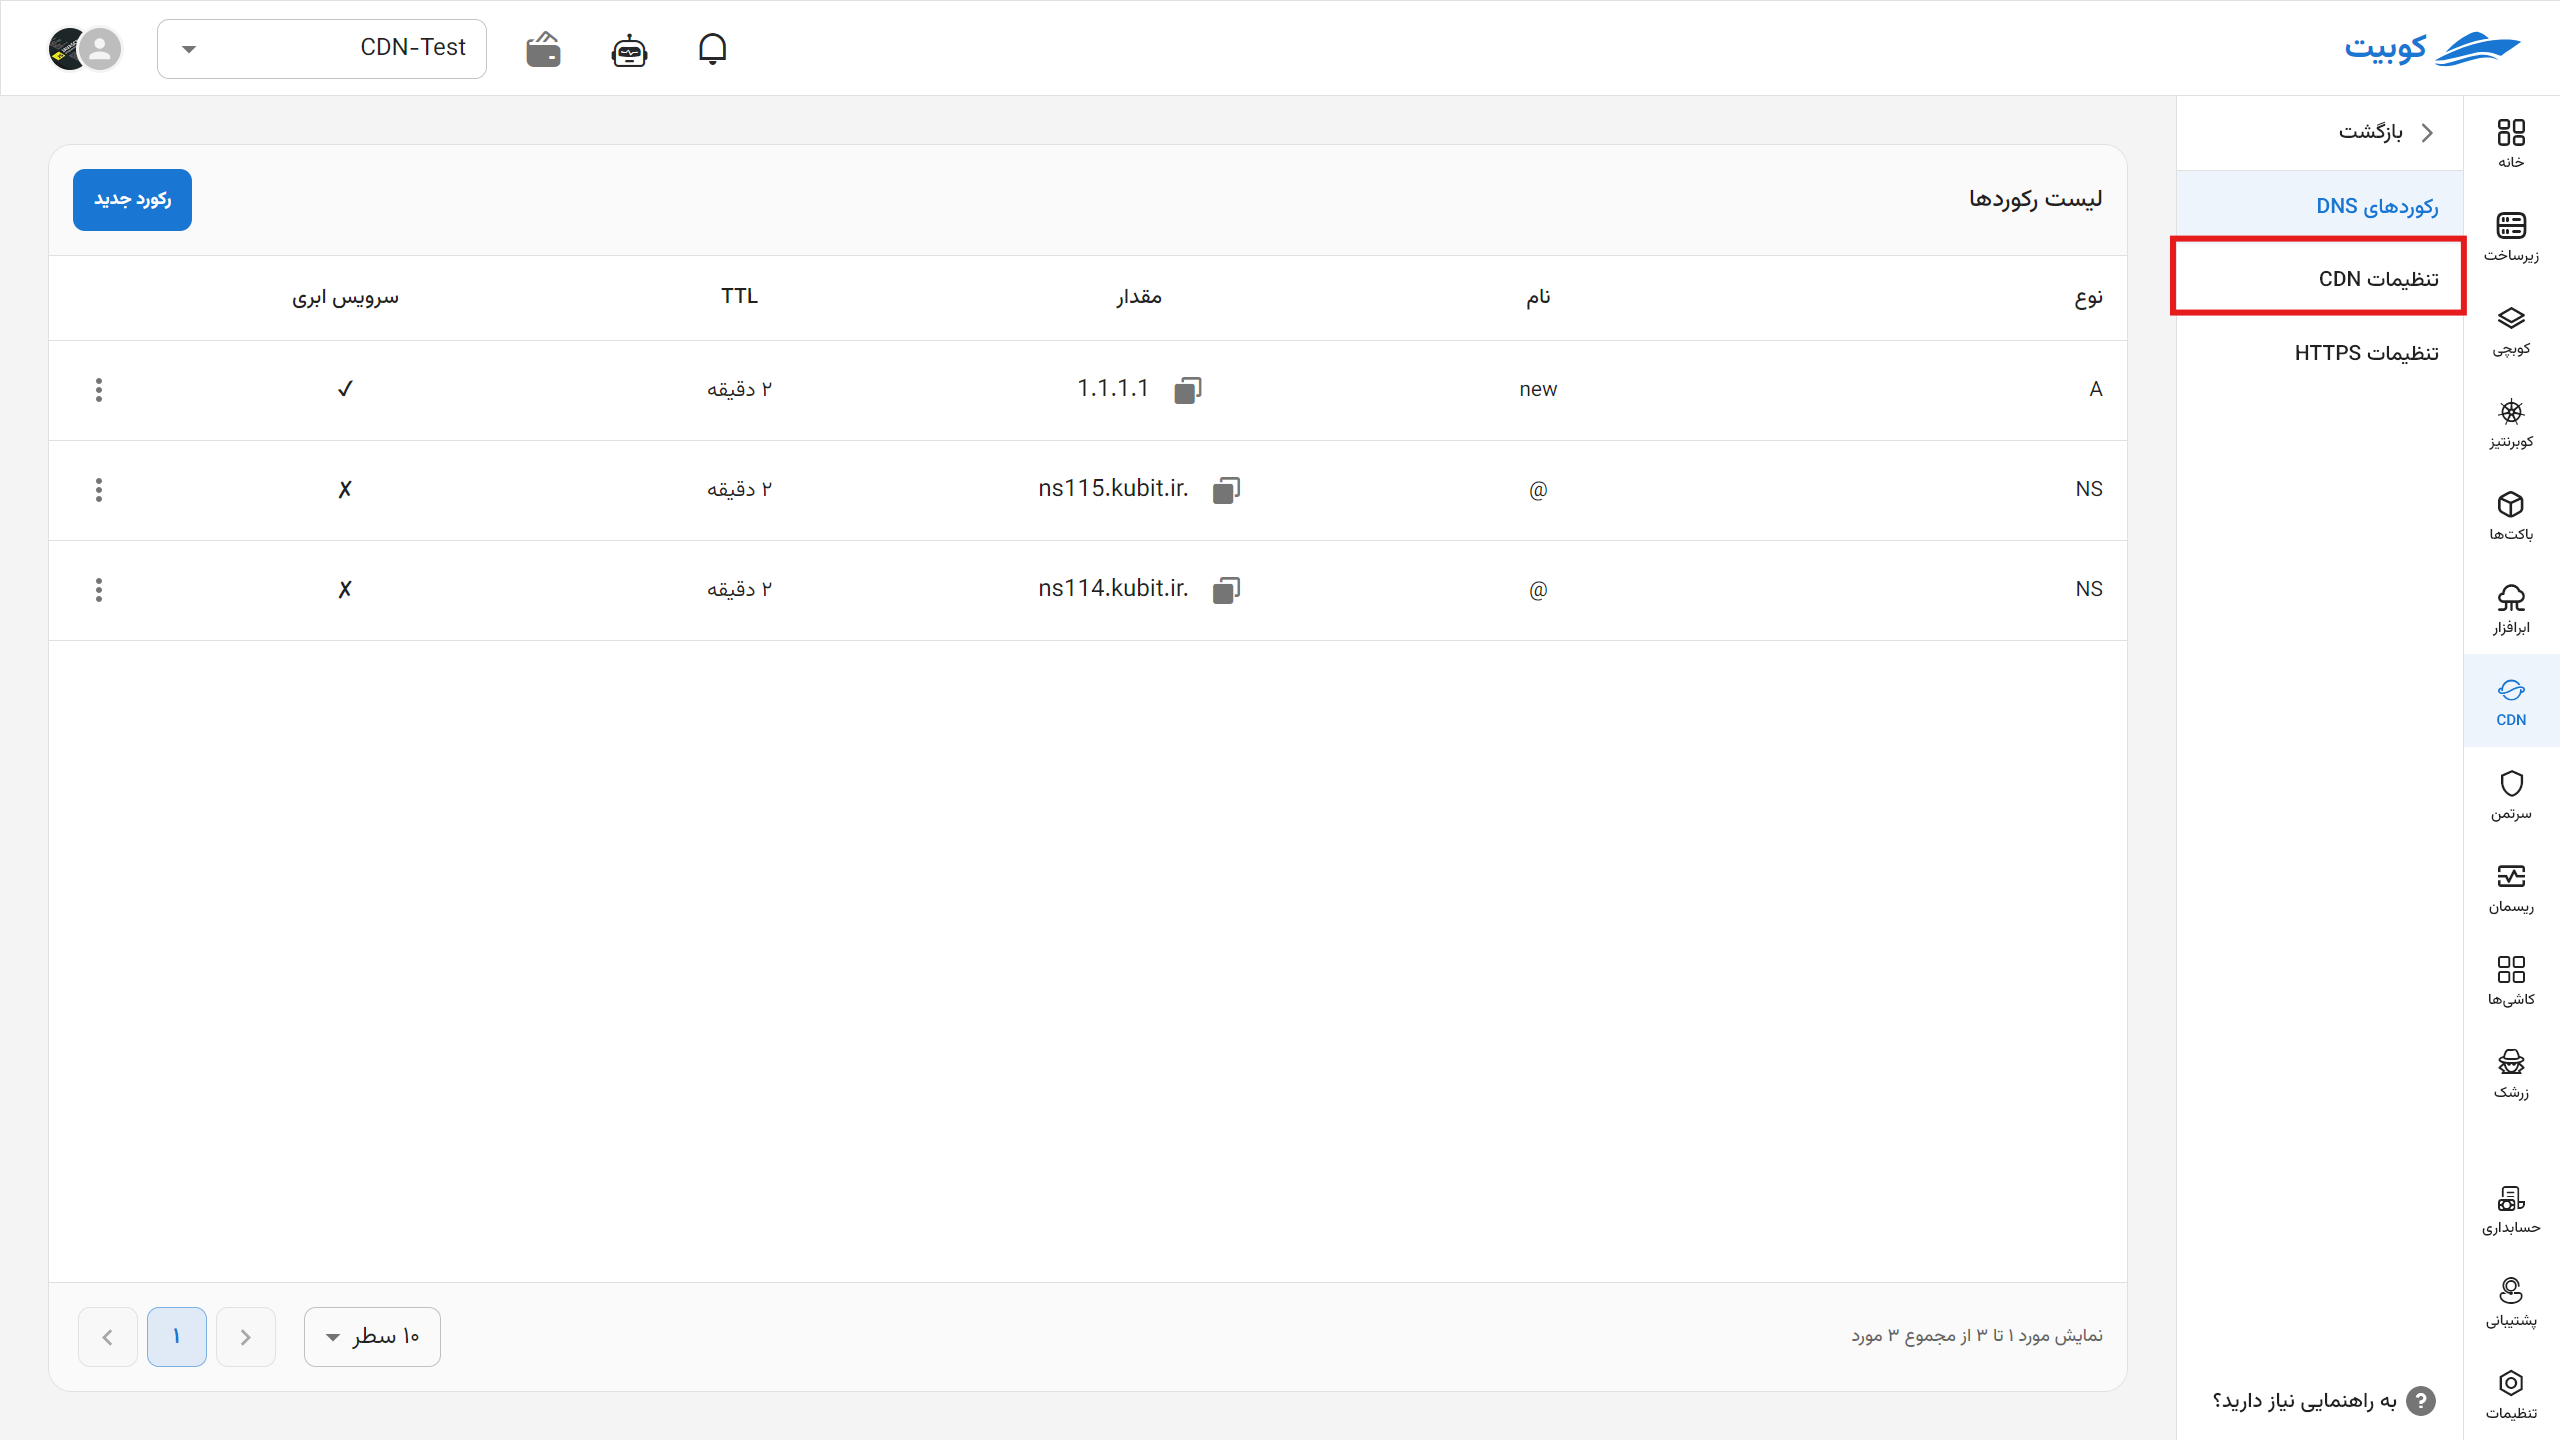 کوبیت
CDN-Test
خانه
زیرساخت
کوبچی
کوبرنتیز
باکت‌ها
ابرافزار
CDN
سرتمن
ریسمان
کاشی‌ها
زرشک
حسابداری
پشتیبانی
تنظیمات
بازگشت
رکوردهای DNS
تنظیمات CDN
تنظیمات HTTPS
به راهنمایی نیاز دارید؟
لیست رکوردها
رکورد جدید
نوع نام مقدار TTL سرویس ابری
A new 1.1.1.1 ۲ دقیقه ✓
NS @ ns115.kubit.ir. ۲ دقیقه ✗
NS @ ns114.kubit.ir. ۲ دقیقه ✗
نمایش مورد ۱ تا ۳ از مجموع ۳ مورد
۱۰ سطر
۱